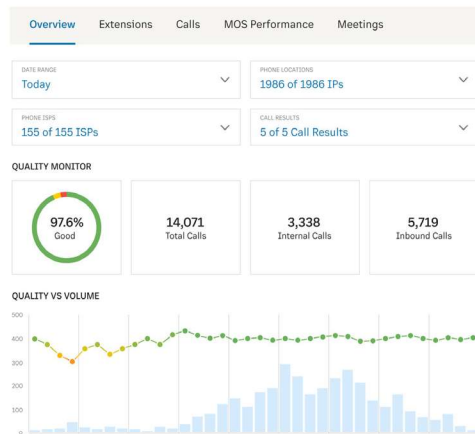 Overview Extensions Calls MOS Performance Meetings
DATE RANGE
Today
PHONE LOCATIONS
1986 of 1986 IPs
PHONE ISPS
155 of 155 ISPs
CALL RESULTS
5 of 5 Call Results
QUALITY MONITOR
97.6%
Good
14,071
Total Calls
3,338
Internal Calls
5,719
Inbound Calls
QUALITY VS VOLUME
500
400
300
200
100
0